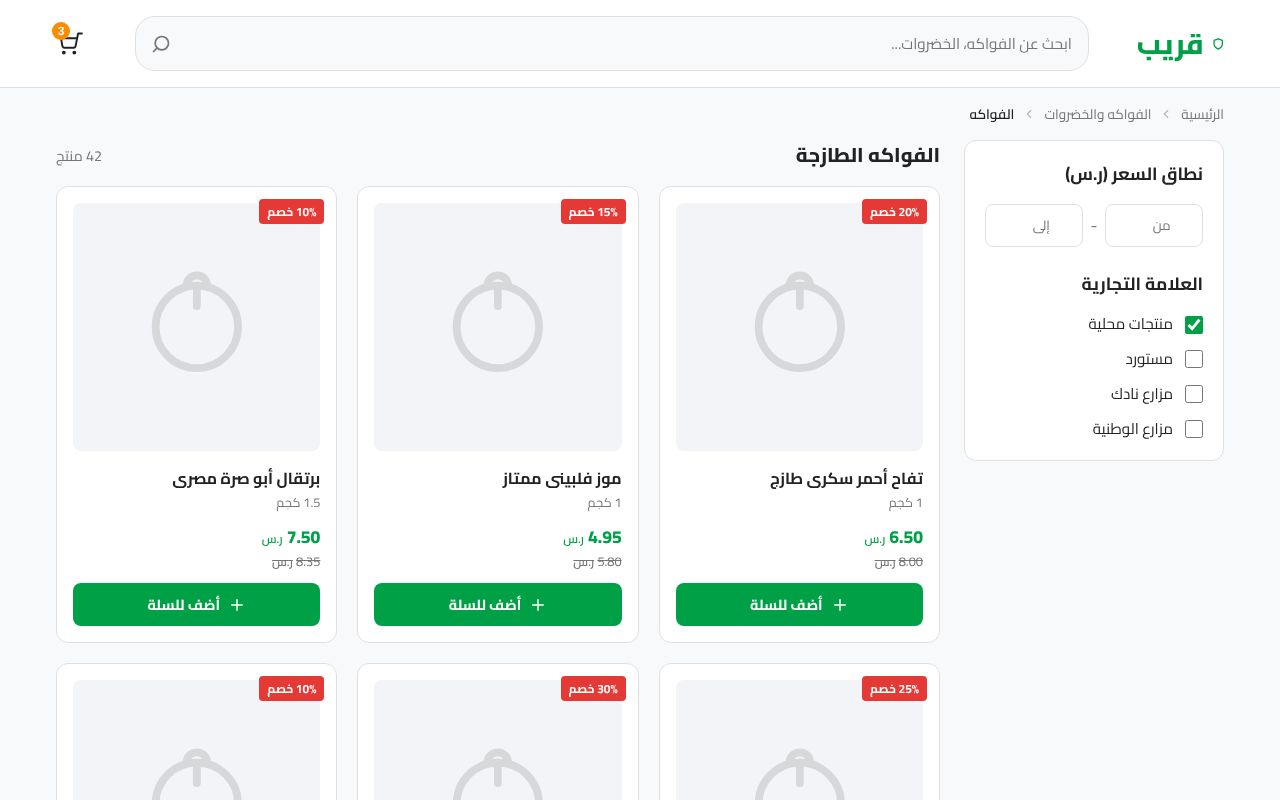 قريب
ابحث عن الفواكه، الخضروات...
3
الرئيسية
الفواكه والخضروات
الفواكه
نطاق السعر (ر.س)
من
-
إلى
العلامة التجارية
منتجات محلية
مستورد
مزارع نادك
مزارع الوطنية
الفواكه الطازجة
42 منتج
20% خصم
تفاح أحمر سكري طازج
1 كجم
6.50 ر.س
8.00 ر.س
أضف للسلة
15% خصم
موز فلبيني ممتاز
1 كجم
4.95 ر.س
5.80 ر.س
أضف للسلة
10% خصم
برتقال أبو صرة مصري
1.5 كجم
7.50 ر.س
8.35 ر.س
أضف للسلة
25% خصم
30% خصم
10% خصم